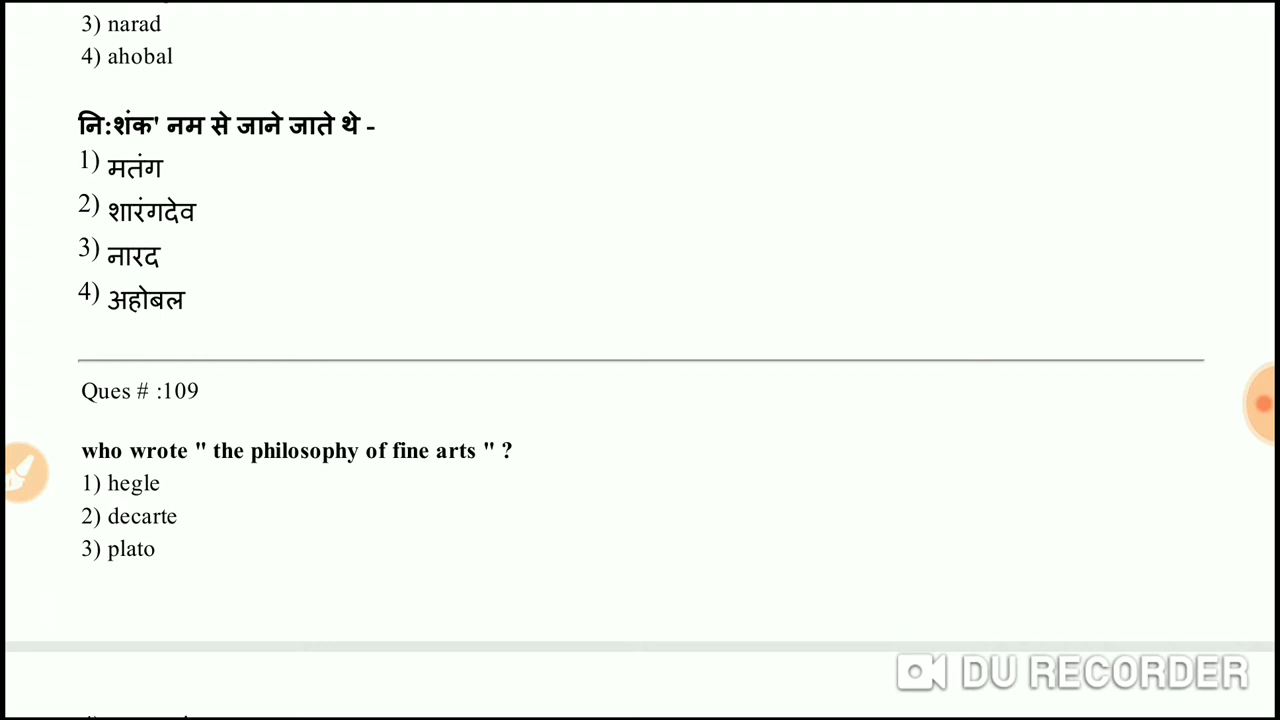 3) narad
4) ahobal
नि:शंक' नम से जाने जाते थे -
1) मतंग
2) शारंगदेव
3) नारद
4) अहोबल
Ques # :109
who wrote " the philosophy of fine arts " ?
1) hegle
2) decarte
3) plato
DU RECORDER